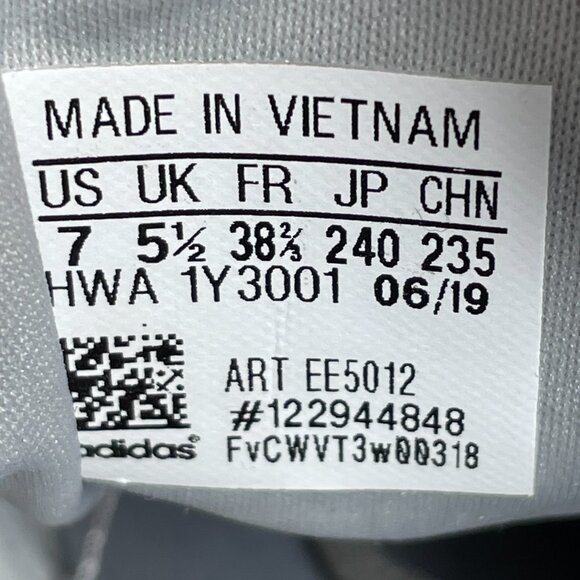 MADE IN VIETNAM
US UK FR JP CHN
7 5½ 38⅔ 240 235
HWA 1Y3001 06/19
ART EE5012
#122944848
adidas® FvCWVT3w00318